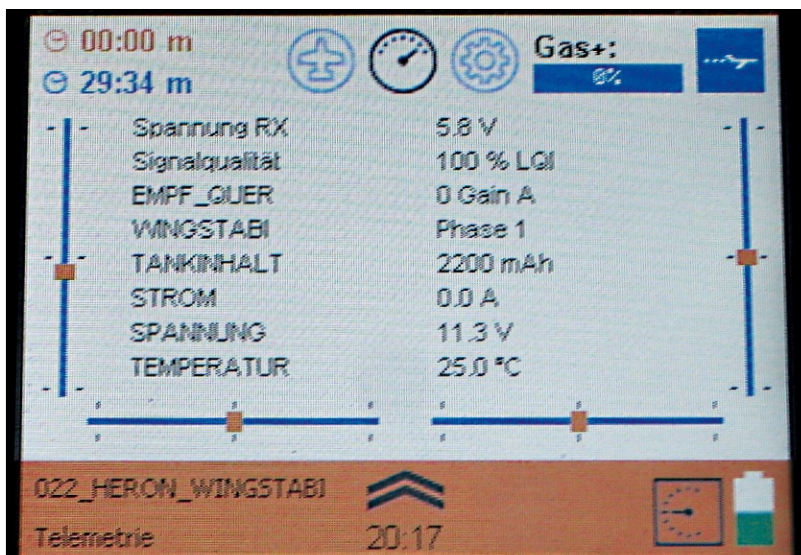 00:00 m
Gas+:
29:34 m
0%
Spannung RX 5.8 V
Signalqualität 100 % LQI
EMPF_QUER 0 Gain A
WINGSTABI Phase 1
TANKINHALT 2200 mAh
STROM 0.0 A
SPANNUNG 11.3 V
TEMPERATUR 25.0 °C
022_HERON_WINGSTABI
Telemetrie 20:17